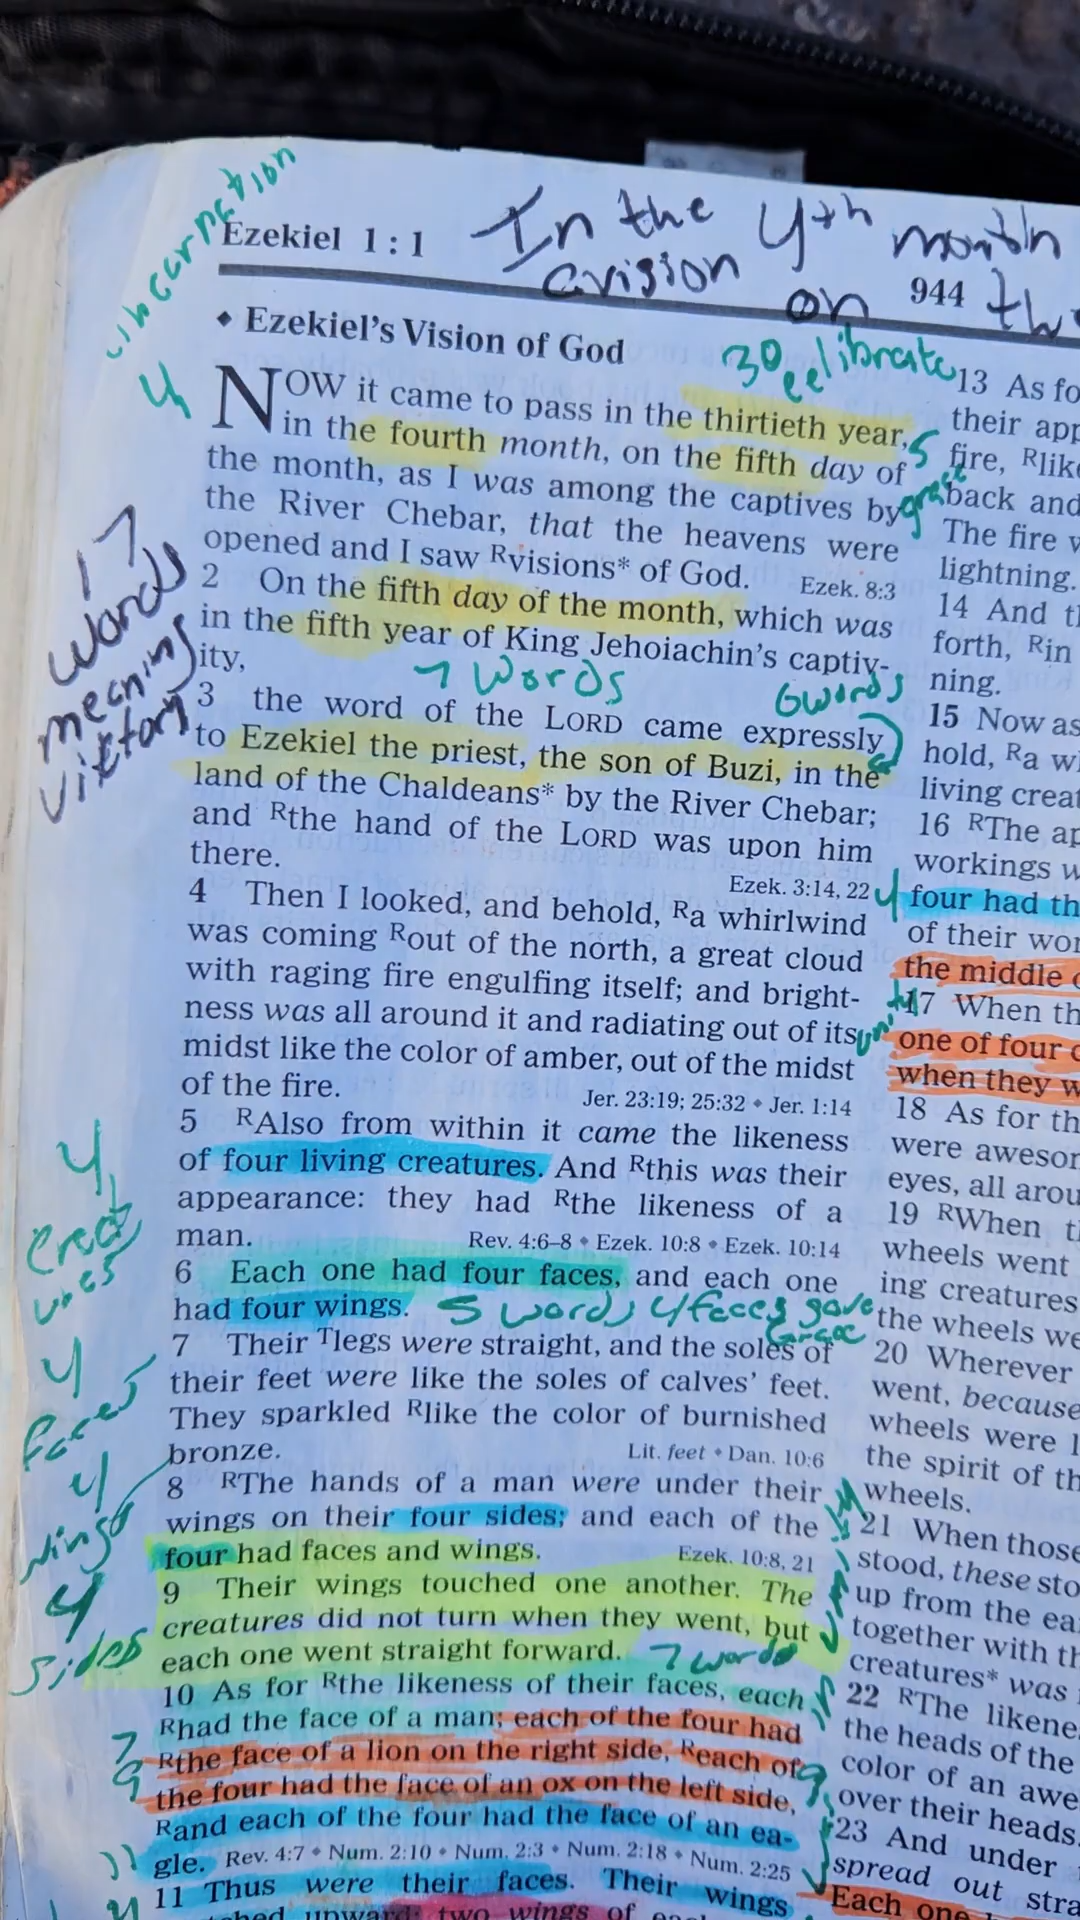 In the 4th month
a vision on the
Ezekiel 1:1
944
◆ Ezekiel's Vision of God
30 celibrate
4
NOW it came to pass in the thirtieth year,
in the fourth month, on the fifth day of
5
the month, as I was among the captives by
the River Chebar, that the heavens were
opened and I saw Rvisions* of God. Ezek. 8:3
2 On the fifth day of the month, which was
in the fifth year of King Jehoiachin's captiv-
ity,
7 words
6 words
17
words
meaning
3 the word of the LORD came expressly
to Ezekiel the priest, the son of Buzi, in the
land of the Chaldeans* by the River Chebar;
and Rthe hand of the LORD was upon him
there. Ezek. 3:14, 22
4 Then I looked, and behold, Ra whirlwind
was coming Rout of the north, a great cloud
with raging fire engulfing itself; and bright-
ness was all around it and radiating out of its
midst like the color of amber, out of the midst
of the fire. Jer. 23:19; 25:32 • Jer. 1:14
5 RAlso from within it came the likeness
of four living creatures. And Rthis was their
appearance: they had Rthe likeness of a
man. Rev. 4:6–8 • Ezek. 10:8 • Ezek. 10:14
4
6 Each one had four faces, and each one
had four wings. 5 words 4 faces gave
7 Their Tlegs were straight, and the soles of
their feet were like the soles of calves' feet.
They sparkled Rlike the color of burnished
bronze. Lit. feet • Dan. 10:6
4
faces
8 RThe hands of a man were under their
wings on their four sides; and each of the
four had faces and wings. Ezek. 10:8, 21
4
wings
9 Their wings touched one another. The
creatures did not turn when they went, but
each one went straight forward. 7 words
4
sides
10 As for Rthe likeness of their faces, each
Rhad the face of a man; each of the four had
Rthe face of a lion on the right side, Reach of
the four had the face of an ox on the left side,
Rand each of the four had the face of an ea-
gle. Rev. 4:7 • Num. 2:10 • Num. 2:3 • Num. 2:18 • Num. 2:25
7
9
11
11 Thus were their faces. Their wings
upward; two wings of
13 As fo
their app
fire, Rlik
back and
The fire
lightning.
14 And
forth, Rin
ning.
15 Now as
hold, Ra
living creat
16 RThe ap
workings
4 four had th
of their wor
the middle
17 When th
one of four
when they
18 As for th
were awesom
eyes, all arou
19 RWhen
wheels went
ing creatures
the wheels we
20 Wherever
went, because
wheels were
the spirit of th
wheels.
21 When those
stood, these sto
up from the ea
together with th
creatures* was
22 RThe likene
the heads of the
color of an awe
over their heads.
23 And under
spread out stra
Each one